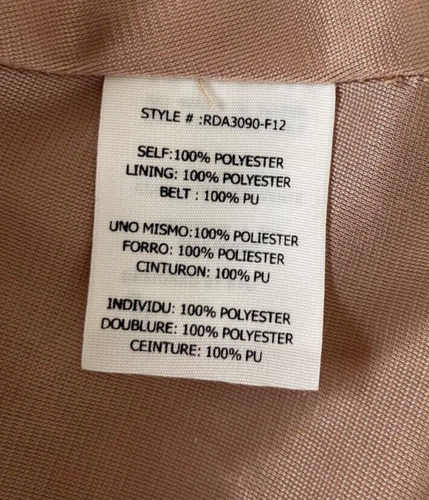 STYLE # :RDA3090-F12
SELF:100% POLYESTER
LINING: 100% POLYESTER
BELT : 100% PU
UNO MISMO:100% POLIESTER
FORRO: 100% POLIESTER
CINTURON: 100% PU
INDIVIDU: 100% POLYESTER
DOUBLURE: 100% POLYESTER
CEINTURE: 100% PU